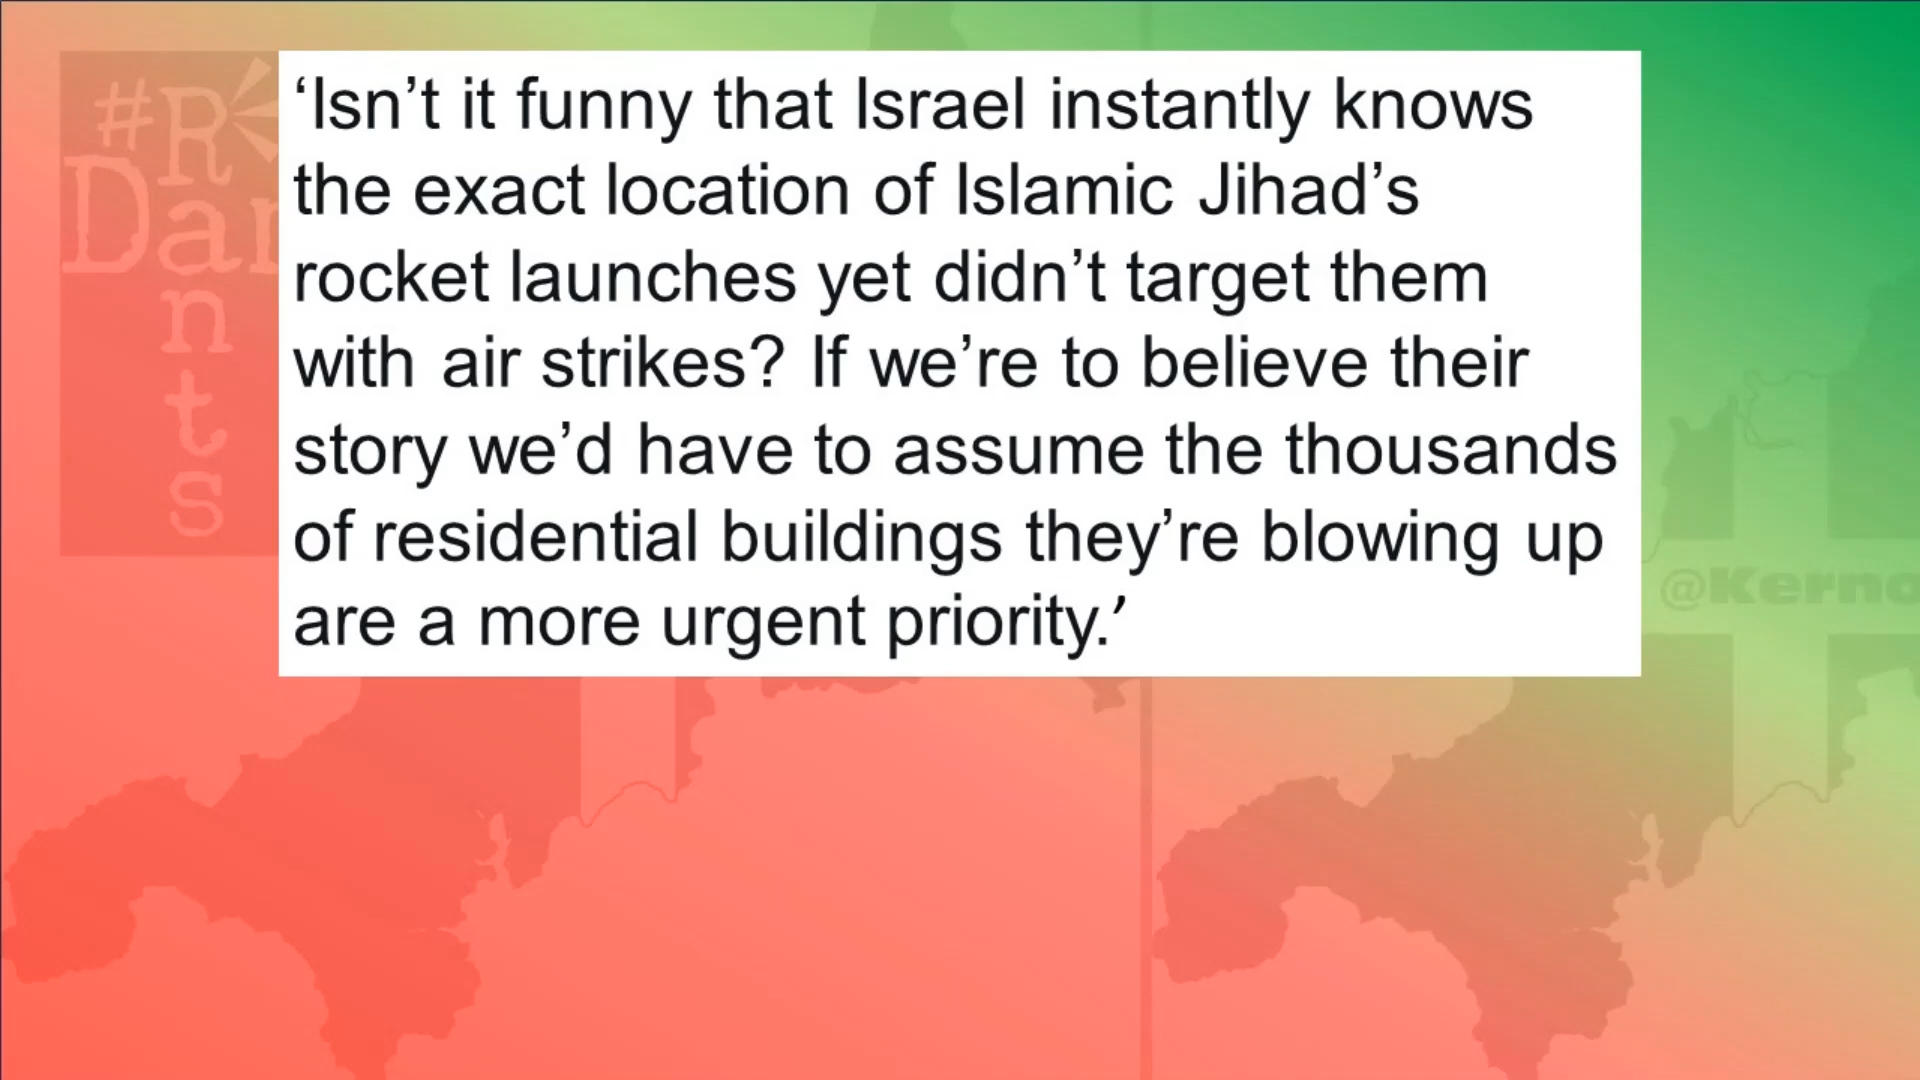 #R
Dan
n
t
s
‘Isn’t it funny that Israel instantly knows
the exact location of Islamic Jihad’s
rocket launches yet didn’t target them
with air strikes? If we’re to believe their
story we’d have to assume the thousands
of residential buildings they’re blowing up
are a more urgent priority.’
@Kerno